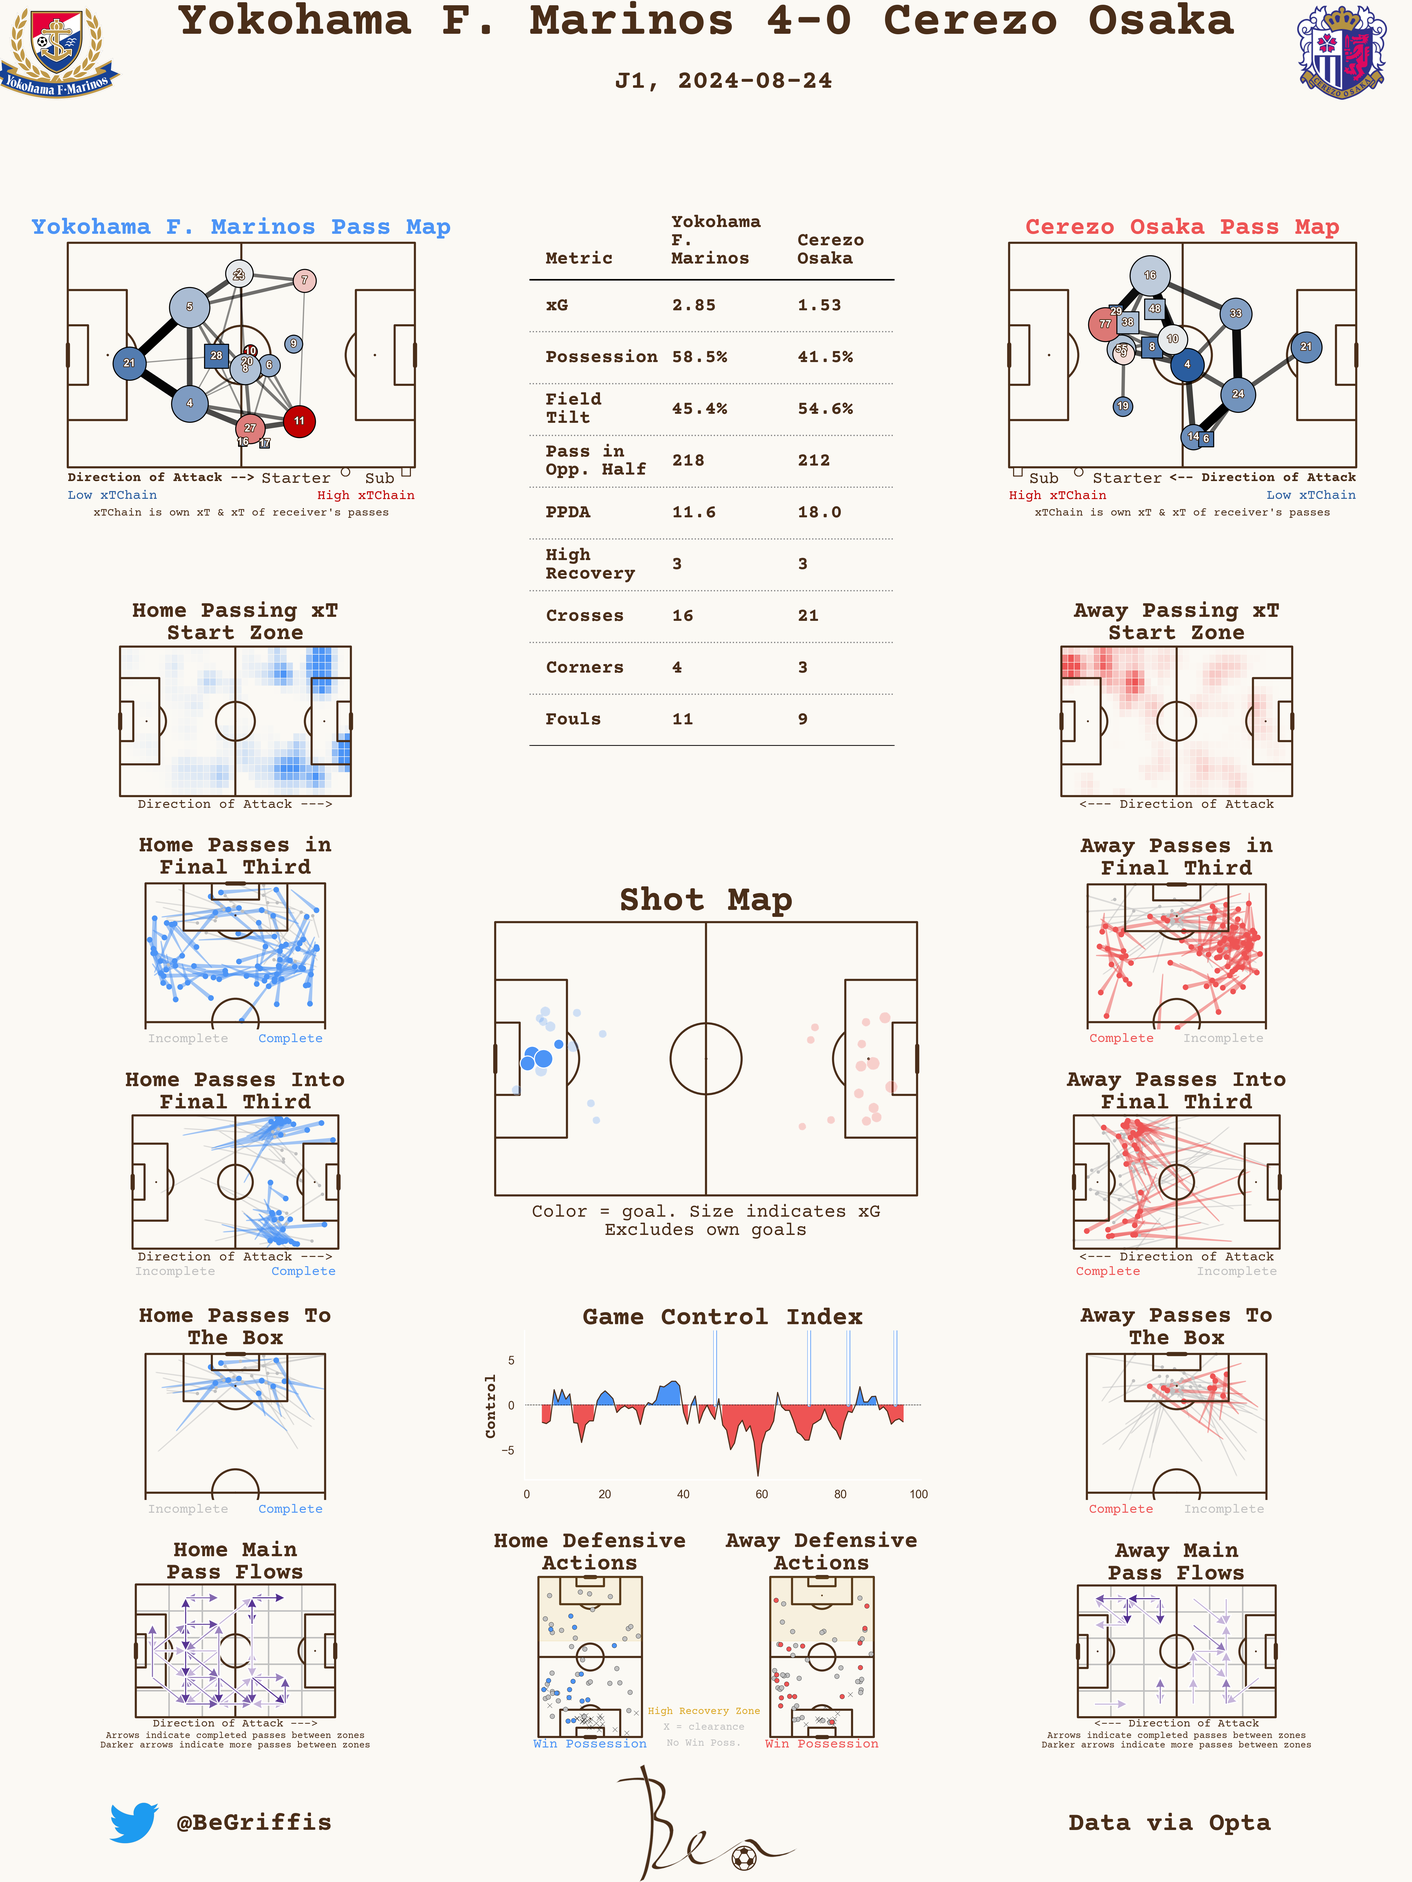 Yokohama F. Marinos 4-0 Cerezo Osaka
J1, 2024-08-24
Yokohama F-Marinos
CEREZO OSAKA
Yokohama F. Marinos Pass Map
21
5
4
28
7
9
10
20
8
6
27
11
16
17
Direction of Attack --> Starter Sub
Low xTChain High xTChain
xTChain is own xT & xT of receiver's passes
Metric Yokohama F. Marinos Cerezo Osaka
xG 2.85 1.53
Possession 58.5% 41.5%
Field Tilt 45.4% 54.6%
Pass in Opp. Half 218 212
PPDA 11.6 18.0
High Recovery 3 3
Crosses 16 21
Corners 4 3
Fouls 11 9
Cerezo Osaka Pass Map
16
29
48
77
38
33
10
55
9
8
4
21
19
24
14
6
Sub Starter <-- Direction of Attack
High xTChain Low xTChain
xTChain is own xT & xT of receiver's passes
Home Passing xT
Start Zone
Direction of Attack --->
Away Passing xT
Start Zone
<--- Direction of Attack
Home Passes in
Final Third
Incomplete Complete
Away Passes in
Final Third
Complete Incomplete
Shot Map
Color = goal. Size indicates xG
Excludes own goals
Home Passes Into
Final Third
Direction of Attack --->
Incomplete Complete
Away Passes Into
Final Third
<--- Direction of Attack
Complete Incomplete
Home Passes To
The Box
Incomplete Complete
Game Control Index
Control
5
0
−5
0 20 40 60 80 100
Away Passes To
The Box
Complete Incomplete
Home Main
Pass Flows
Direction of Attack --->
Arrows indicate completed passes between zones
Darker arrows indicate more passes between zones
Home Defensive
Actions
Win Possession
Away Defensive
Actions
Win Possession
High Recovery Zone
X = clearance
No Win Poss.
Away Main
Pass Flows
<--- Direction of Attack
Arrows indicate completed passes between zones
Darker arrows indicate more passes between zones
@BeGriffis
Ben
Data via Opta